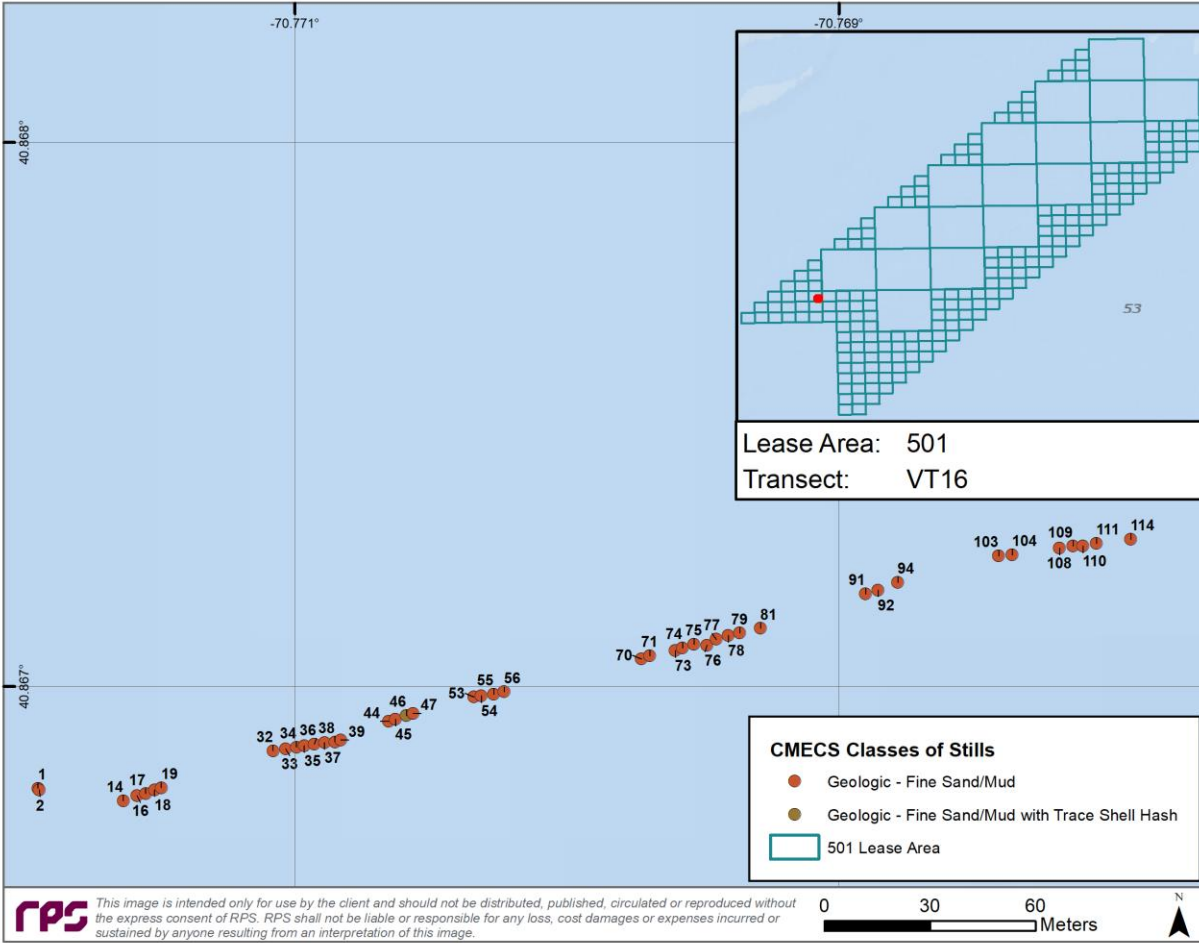 -70.771°
-70.769°
40.868°
40.867°
53
Lease Area: 501
Transect: VT16
103 104 109 111 114
108 110
91 94
92
70 71 74 75 77 79 81
73 76 78
53 55 56
54
44 46 47
45
32 34 36 38 39
33 35 37
1 14 17 19
2 16 18
CMECS Classes of Stills
Geologic - Fine Sand/Mud
Geologic - Fine Sand/Mud with Trace Shell Hash
501 Lease Area
RPS
This image is intended only for use by the client and should not be distributed, published, circulated or reproduced without
the express consent of RPS. RPS shall not be liable or responsible for any loss, cost damages or expenses incurred or
sustained by anyone resulting from an interpretation of this image.
0 30 60
Meters
N